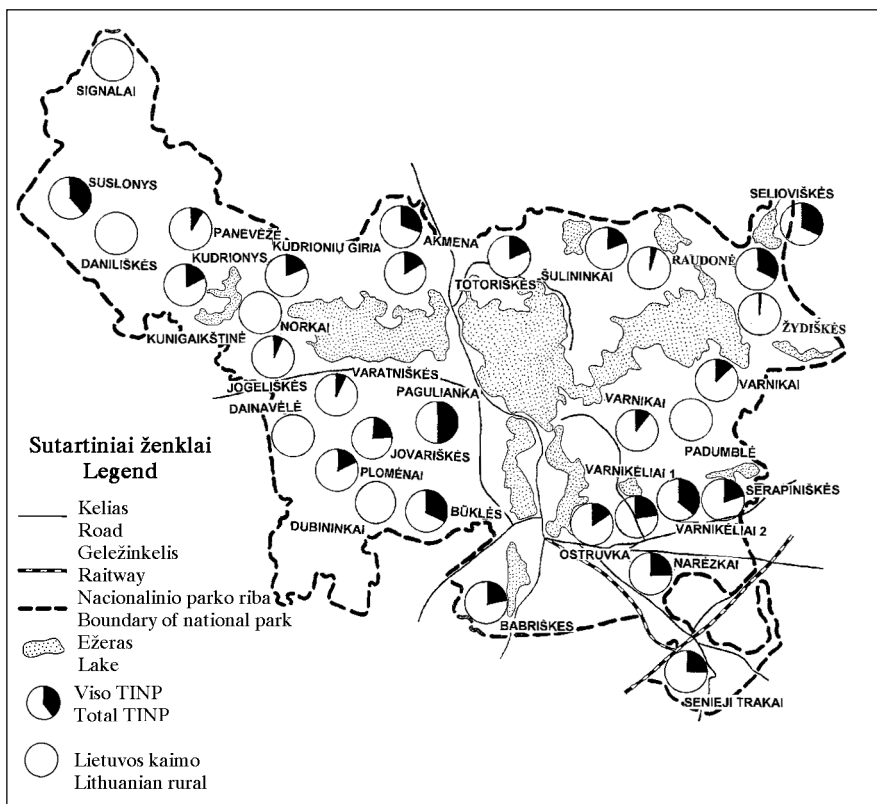 SIGNALAI
SUSLONYS
SELIOVIŠKĖS
PANEVĖŽĖ
DANILIŠKĖS
KUDRIONIŲ GIRIA
AKMENA
KUDRIONYS
TOTORIŠKĖS
ŠULININKAI
RAUDONĖ
NORKAI
ŽYDIŠKĖS
KUNIGAIKŠTINĖ
JOGELIŠKĖS
VARATNIŠKĖS
DAINAVĖLĖ
PAGULIANKA
VARNIKAI
VARNIKAI
JOVARIŠKĖS
PADUMBLĖ
PLOMĖNAI
VARNIKĖLIAI 1
SERAPINIŠKĖS
DUBININKAI
BŪKLĖS
VARNIKĖLIAI 2
OSTRUVKA
NARĖZKAI
BABRIŠKES
SENIEJI TRAKAI
Sutartiniai ženklai
Legend
Kelias
Road
Geležinkelis
Raitway
Nacionalinio parko riba
Boundary of national park
Ežeras
Lake
Viso TINP
Total TINP
Lietuvos kaimo
Lithuanian rural